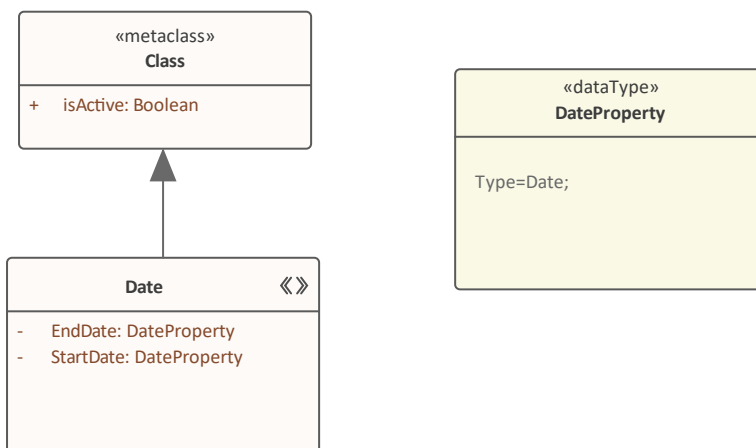 «metaclass»
Class
+ isActive: Boolean
«dataType»
DateProperty
Type=Date;
Date «»
- EndDate: DateProperty
- StartDate: DateProperty